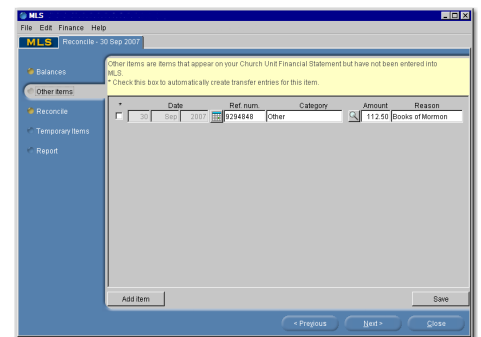 MLS
File Edit Finance Help
MLS Reconcile - 30 Sep 2007
Other items are items that appear on your Church Unit Financial Statement but have not been entered into
MLS.
* Check this box to automatically create transfer entries for this item.
Balances
Other items
Reconcile
Temporary Items
Report
* Date Ref. num. Category Amount Reason
30 Sep 2007 9294848 Other 112.50 Books of Mormon
Add item Save
< Previous Next > Close